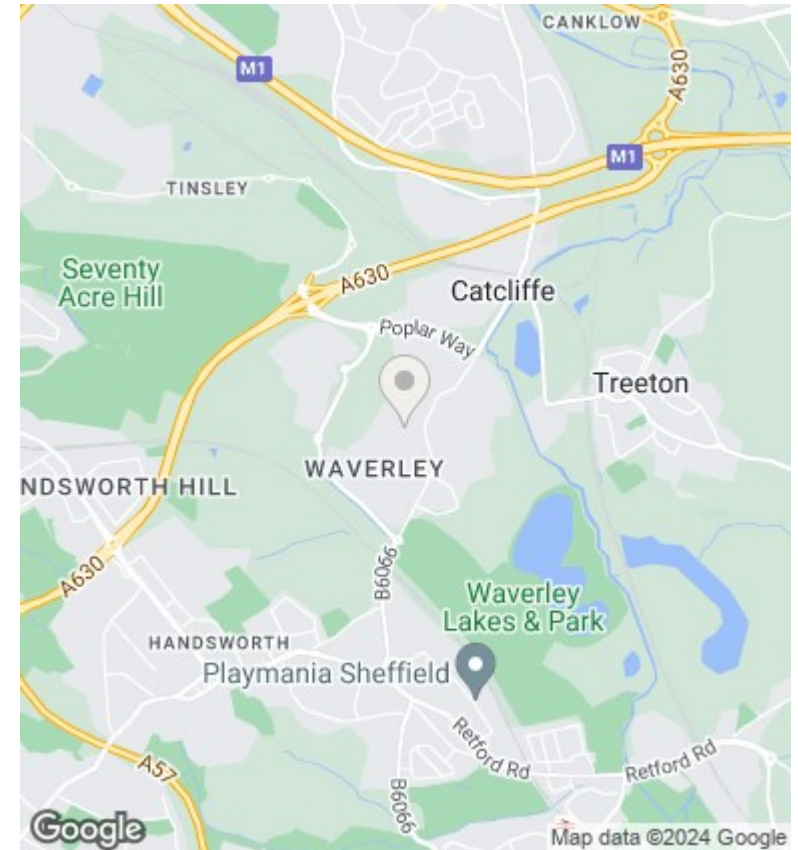 CANKLOW
A630
M1
M1
TINSLEY
Seventy
Acre Hill
A630
Catcliffe
Poplar Way
Treeton
WAVERLEY
NDSWORTH HILL
B6066
A630
Waverley
Lakes & Park
HANDSWORTH
Playmania Sheffield
Retford Rd
Retford Rd
A57
B6066
Google
Map data ©2024 Google